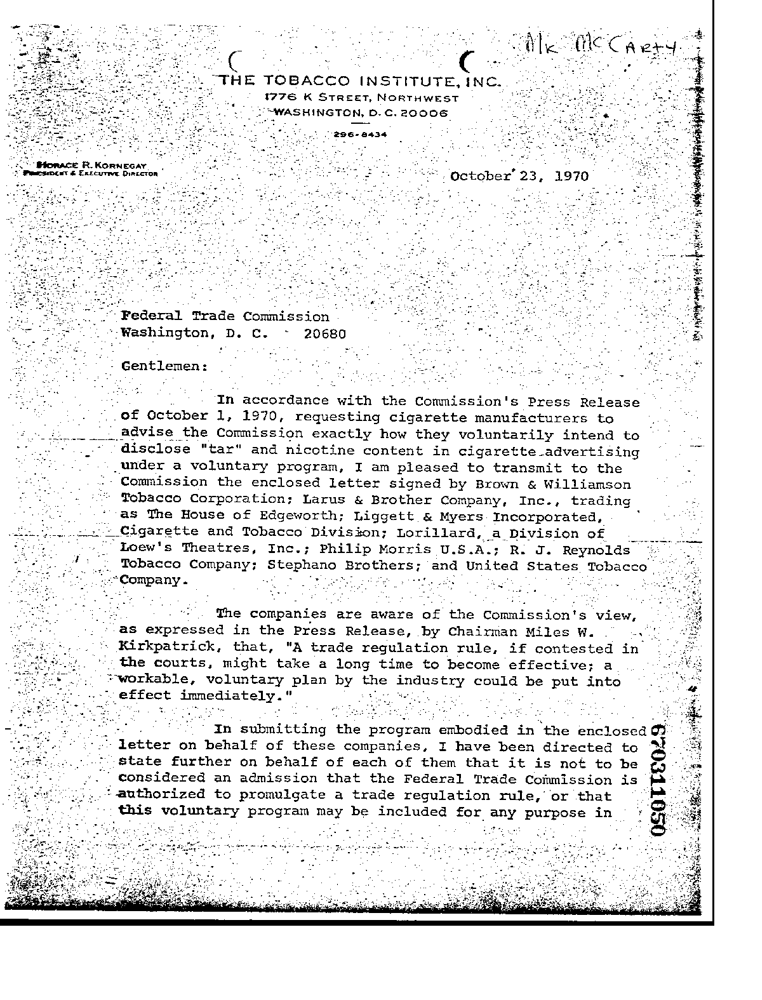 Mr McCarty
THE TOBACCO INSTITUTE, INC.
1776 K STREET, NORTHWEST
WASHINGTON, D. C. 20006
296-8434
HORACE R. KORNEGAY
PRESIDENT & EXECUTIVE DIRECTOR
October 23, 1970
Federal Trade Commission
Washington, D. C. 20680
Gentlemen:
In accordance with the Commission's Press Release
of October 1, 1970, requesting cigarette manufacturers to
advise the Commission exactly how they voluntarily intend to
disclose "tar" and nicotine content in cigarette advertising
under a voluntary program, I am pleased to transmit to the
Commission the enclosed letter signed by Brown & Williamson
Tobacco Corporation; Larus & Brother Company, Inc., trading
as The House of Edgeworth; Liggett & Myers Incorporated,
Cigarette and Tobacco Division; Lorillard, a Division of
Loew's Theatres, Inc.; Philip Morris U.S.A.; R. J. Reynolds
Tobacco Company; Stephano Brothers; and United States Tobacco
Company.
The companies are aware of the Commission's view,
as expressed in the Press Release, by Chairman Miles W.
Kirkpatrick, that, "A trade regulation rule, if contested in
the courts, might take a long time to become effective; a
workable, voluntary plan by the industry could be put into
effect immediately."
In submitting the program embodied in the enclosed
letter on behalf of these companies, I have been directed to
state further on behalf of each of them that it is not to be
considered an admission that the Federal Trade Commission is
authorized to promulgate a trade regulation rule, or that
this voluntary program may be included for any purpose in
670311050